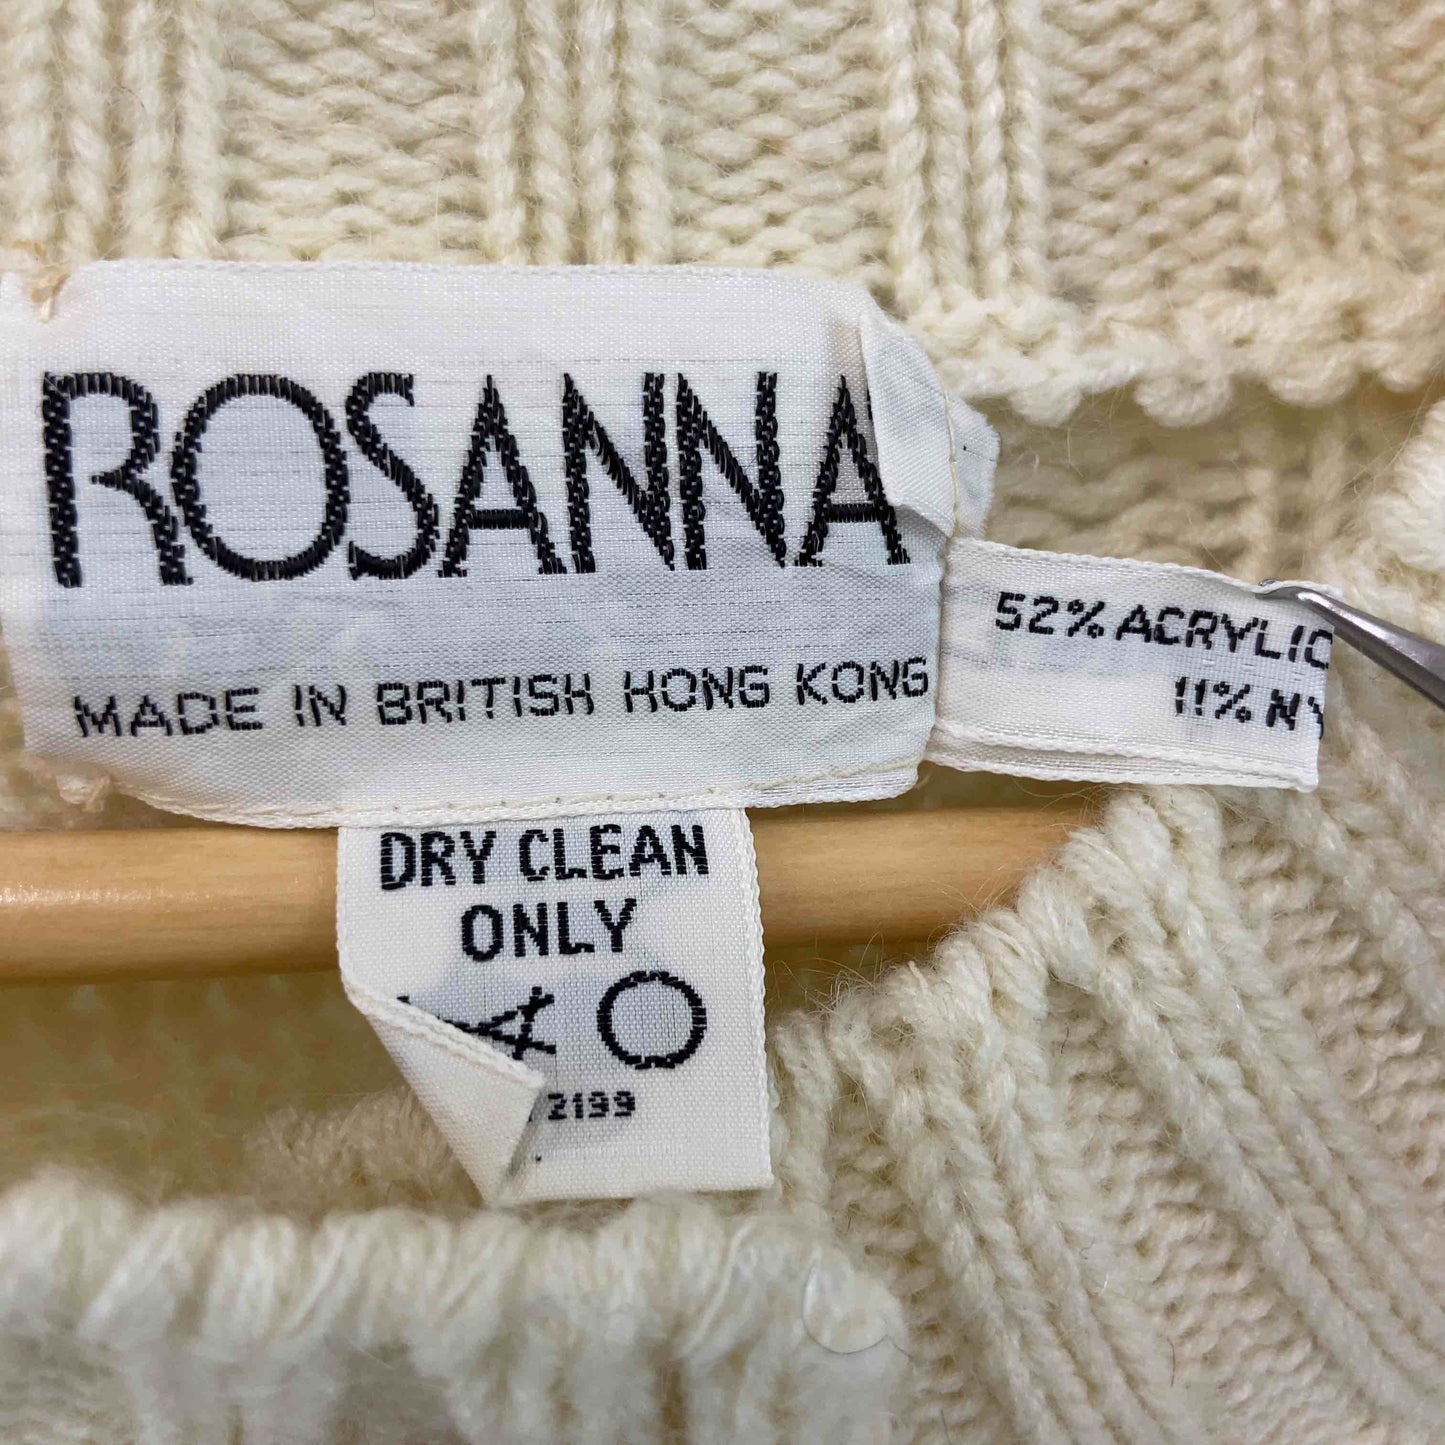 ROSANNA
MADE IN BRITISH HONG KONG
52% ACRYLIC
11% NY
DRY CLEAN
ONLY
2199